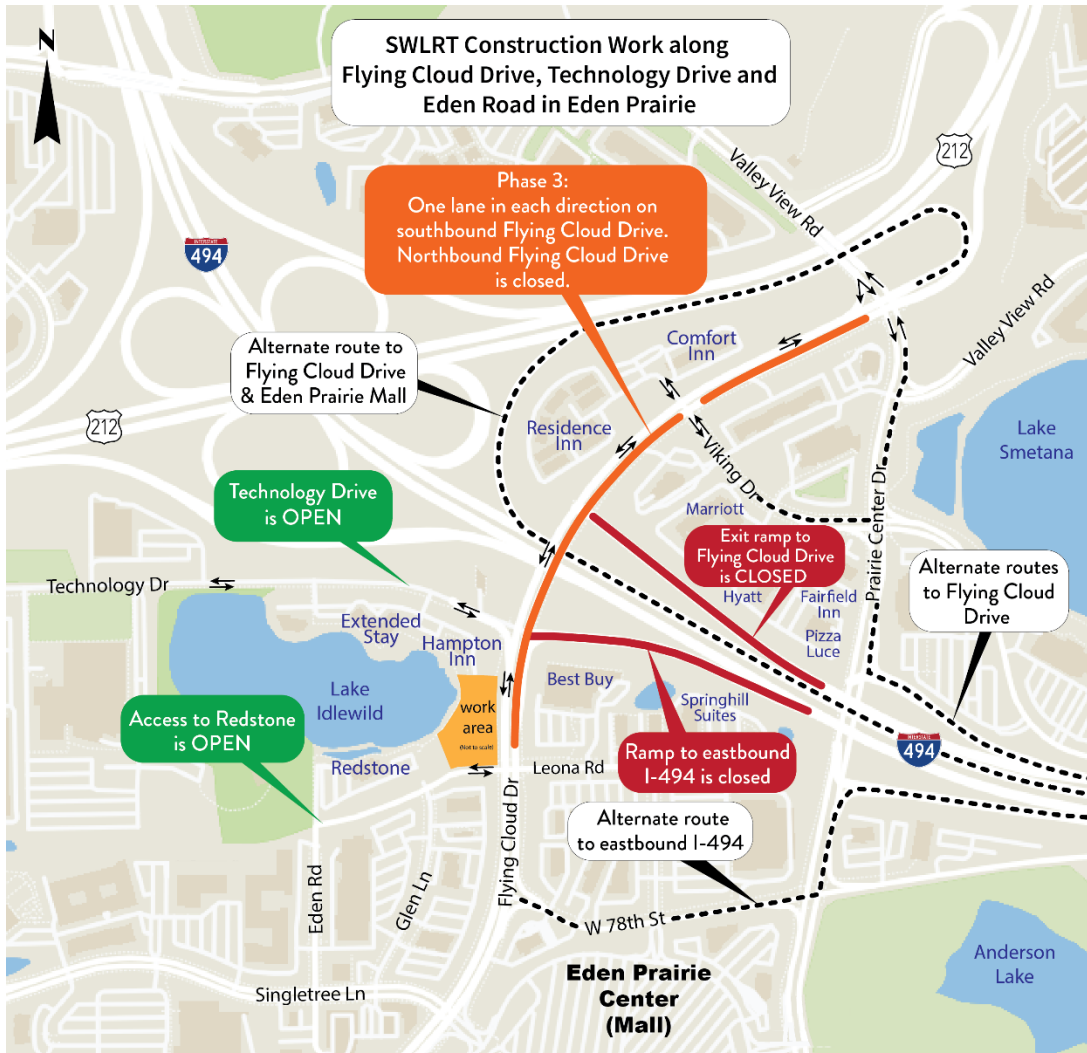 N
SWLRT Construction Work along
Flying Cloud Drive, Technology Drive and
Eden Road in Eden Prairie
212
Valley View Rd
Phase 3:
One lane in each direction on
southbound Flying Cloud Drive.
Northbound Flying Cloud Drive
is closed.
INTERSTATE
494
Valley View Rd
Comfort
Inn
Alternate route to
Flying Cloud Drive
& Eden Prairie Mall
212
Residence
Inn
Lake
Smetana
Viking Dr
Technology Drive
is OPEN
Marriott
Prairie Center Dr
Exit ramp to
Flying Cloud Drive
is CLOSED
Alternate routes
to Flying Cloud
Drive
Technology Dr
Hyatt
Fairfield
Inn
Extended
Stay
Hampton
Inn
Pizza
Luce
Best Buy
Lake
Idlewild
work
area
(Not to scale)
Springhill
Suites
Access to Redstone
is OPEN
INTERSTATE
494
Ramp to eastbound
I-494 is closed
Redstone
Leona Rd
Flying Cloud Dr
Alternate route
to eastbound I-494
Eden Rd
Glen Ln
W 78th St
Anderson
Lake
Eden Prairie
Center
(Mall)
Singletree Ln